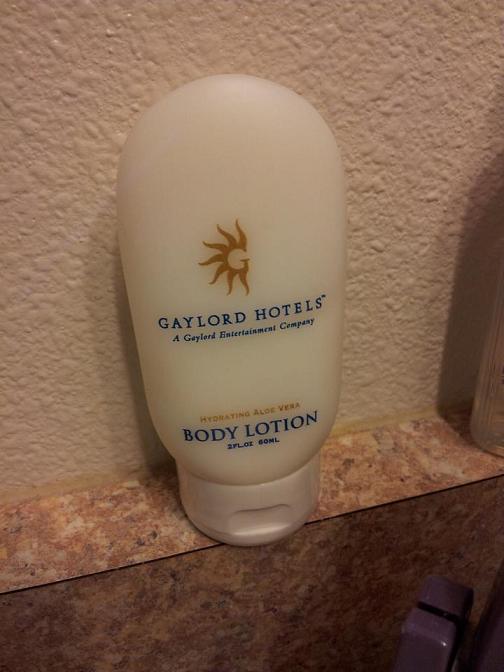 GAYLORD HOTELS™
A Gaylord Entertainment Company
HYDRATING ALOE VERA
BODY LOTION
2FL.OZ 60ML